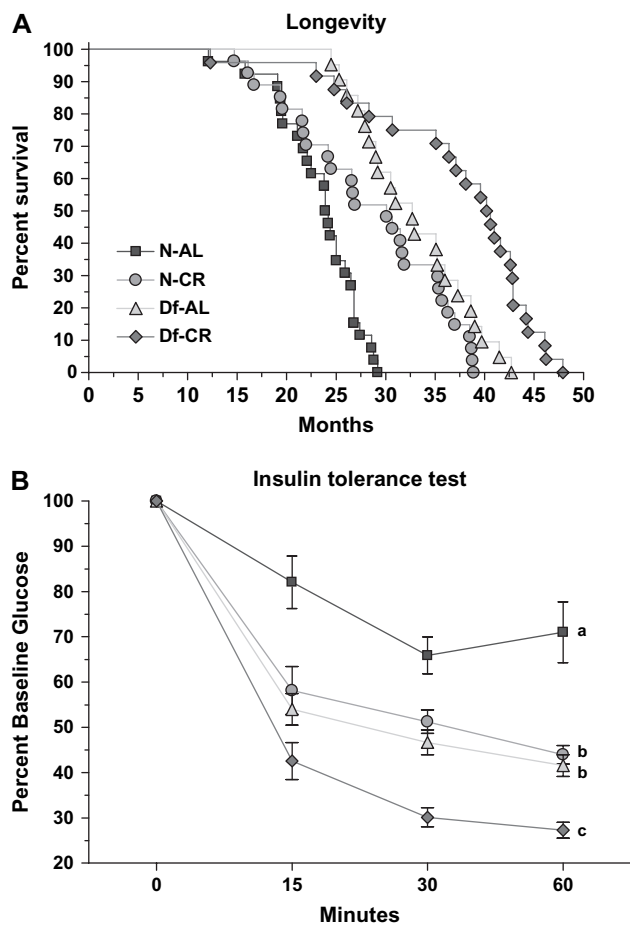 A
Longevity
Percent survival
100
90
80
70
60
50
40
30
20
10
0
N-AL
N-CR
Df-AL
Df-CR
0 5 10 15 20 25 30 35 40 45 50
Months
B
Insulin tolerance test
Percent Baseline Glucose
100
90
80
70
60
50
40
30
20
a
b
b
c
0 15 30 60
Minutes